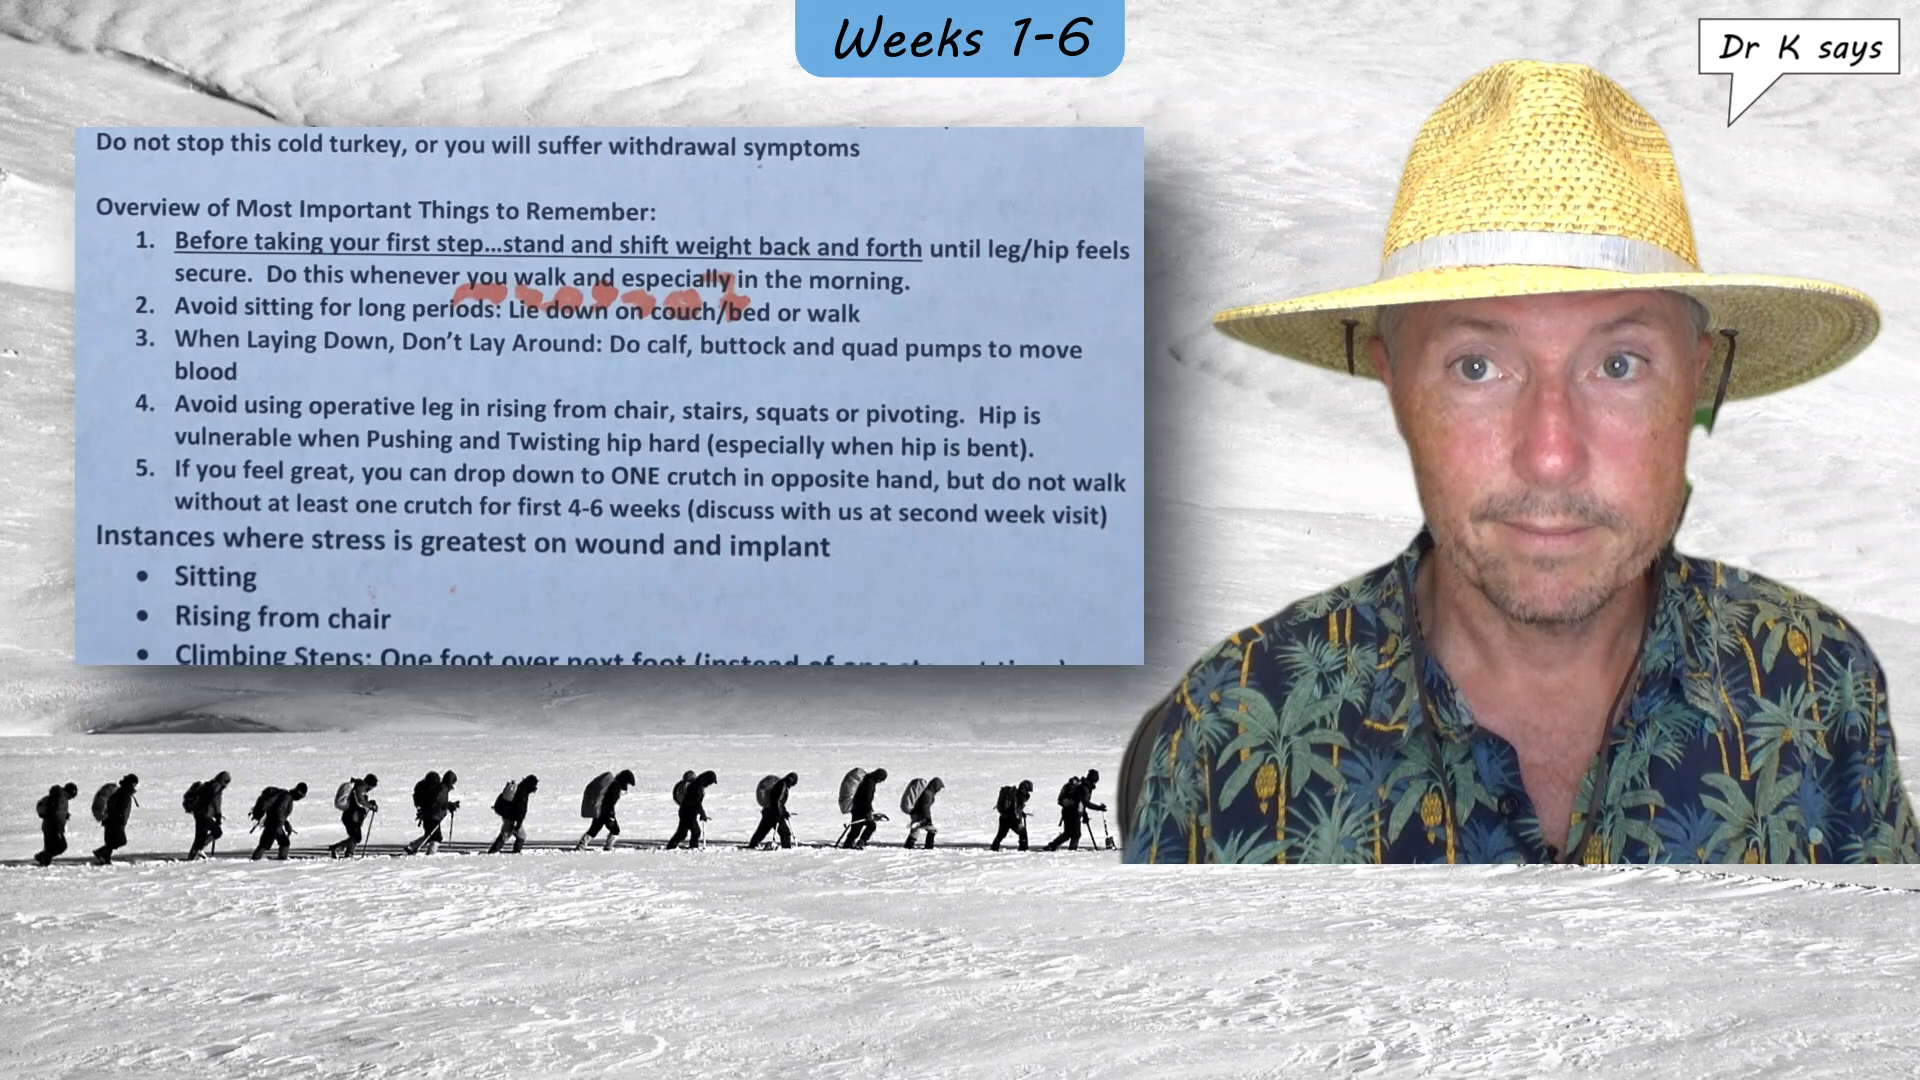 Weeks 1-6
Dr K says
Do not stop this cold turkey, or you will suffer withdrawal symptoms
Overview of Most Important Things to Remember:
1. Before taking your first step...stand and shift weight back and forth until leg/hip feels
secure. Do this whenever you walk and especially in the morning.
2. Avoid sitting for long periods: Lie down on couch/bed or walk
3. When Laying Down, Don't Lay Around: Do calf, buttock and quad pumps to move
blood
4. Avoid using operative leg in rising from chair, stairs, squats or pivoting. Hip is
vulnerable when Pushing and Twisting hip hard (especially when hip is bent).
5. If you feel great, you can drop down to ONE crutch in opposite hand, but do not walk
without at least one crutch for first 4-6 weeks (discuss with us at second week visit)
Instances where stress is greatest on wound and implant
• Sitting
• Rising from chair
• Climbing Steps: One foot over next foot (instead of